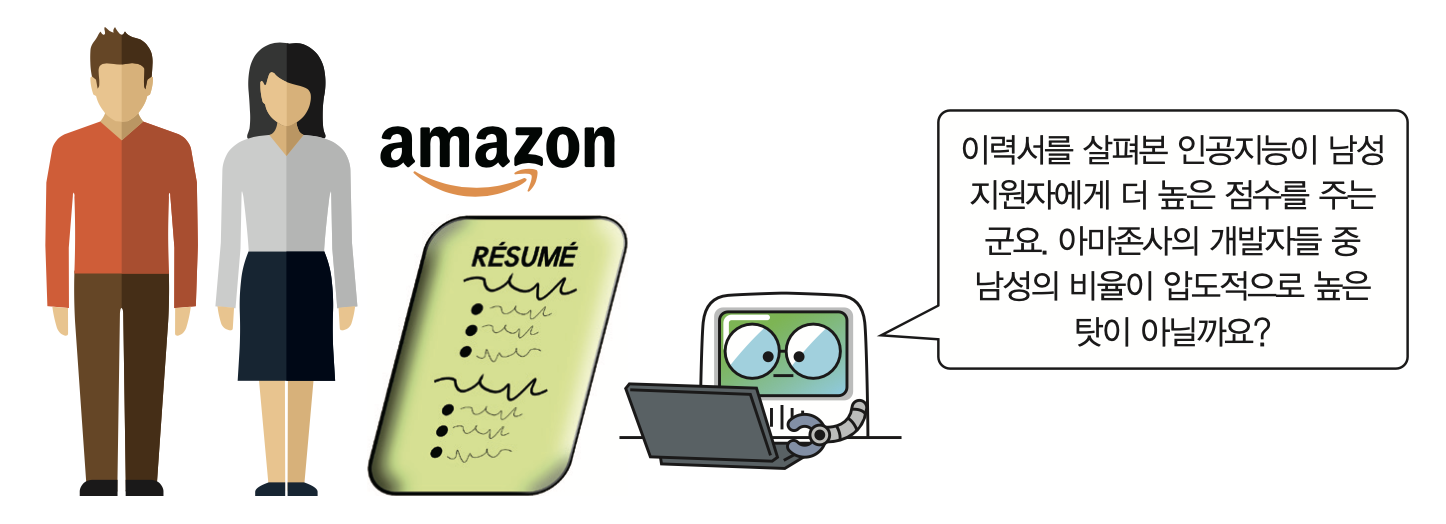 amazon
RÉSUMÉ
이력서를 살펴본 인공지능이 남성
지원자에게 더 높은 점수를 주는
군요. 아마존사의 개발자들 중
남성의 비율이 압도적으로 높은
탓이 아닐까요?